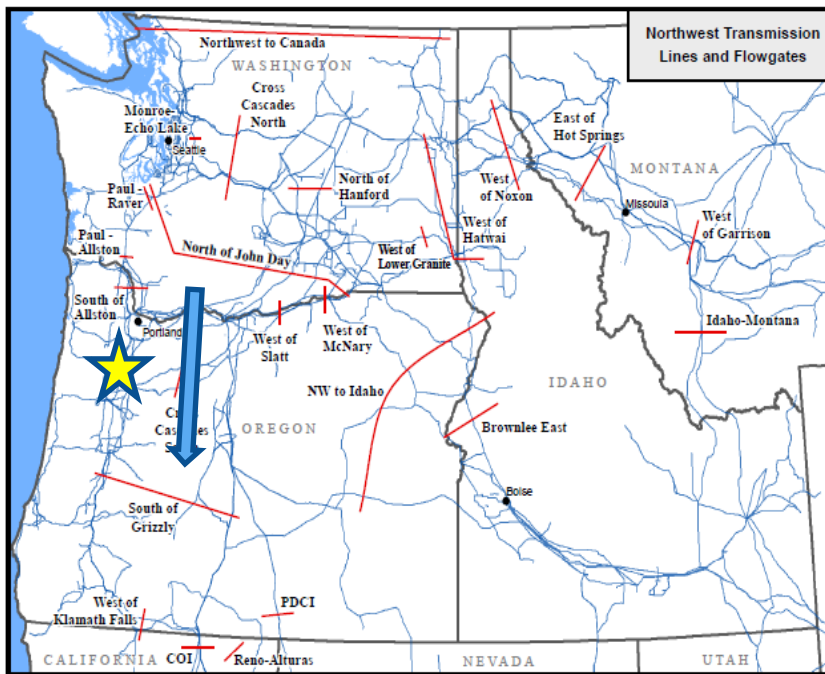 Northwest Transmission
Lines and Flowgates
Northwest to Canada
WASHINGTON
Cross
Cascades
North
Monroe-
Echo Lake
Seattle
East of
Hot Springs
MONTANA
North of
Hanford
West
of Noxon
Missoula
Paul -
Raver
West of
Hatwai
West
of Garrison
Paul -
Allston
North of John Day
West of
Lower Granite
South of
Allston
Portland
West of
Slatt
West of
McNary
Idaho-Montana
NW to Idaho
IDAHO
Cascades
OREGON
Brownlee East
Boise
South of
Grizzly
West of
Klamath Falls
PDCI
CALIFORNIA
COI
Reno-Alturas
NEVADA
UTAH